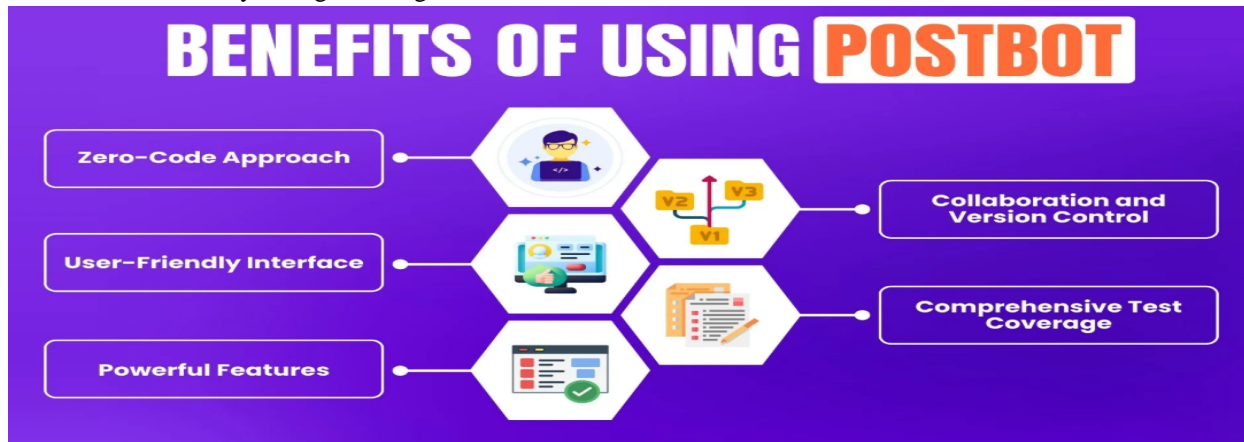 BENEFITS OF USING POSTBOT
Zero-Code Approach
User-Friendly Interface
Powerful Features
V2
V3
V1
</>
Collaboration and
Version Control
Comprehensive Test
Coverage